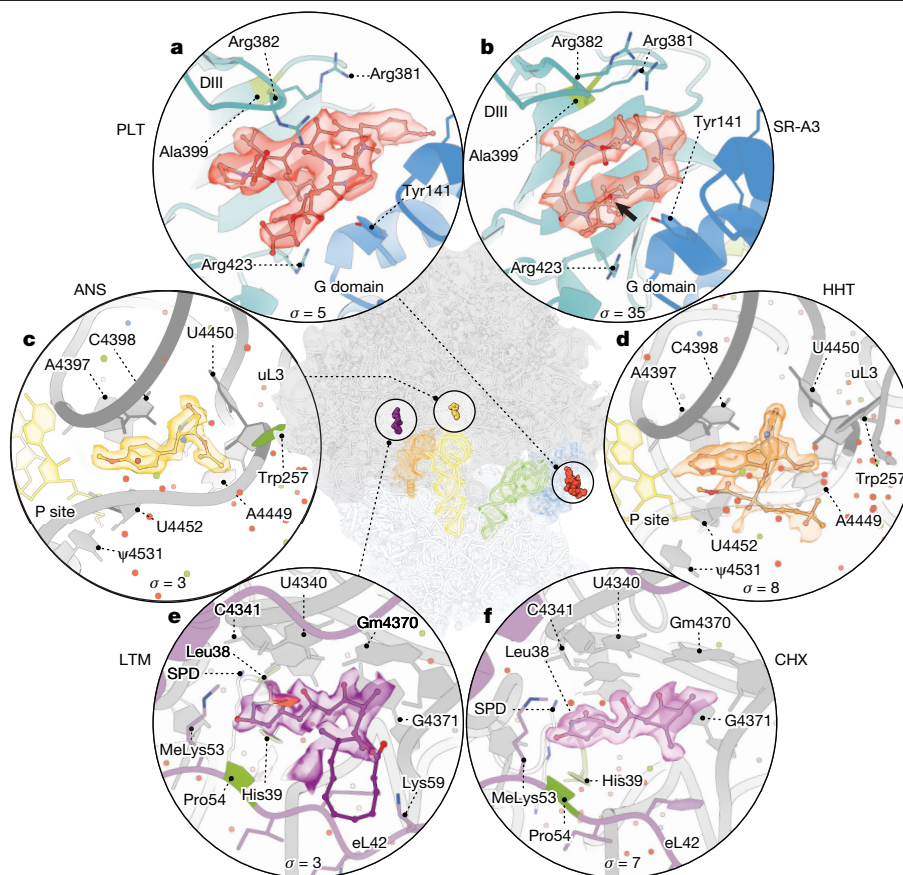 a
Arg382
Arg381
DIII
PLT
Ala399
Tyr141
Arg423
G domain
σ = 5
b
Arg382
Arg381
DIII
Tyr141
SR-A3
Ala399
Arg423
G domain
σ = 35
ANS
c
C4398
U4450
A4397
uL3
Trp257
P site
A4449
U4452
ψ4531
σ = 3
HHT
d
C4398
U4450
A4397
uL3
Trp257
P site
A4449
U4452
ψ4531
σ = 8
e
U4340
C4341
Gm4370
LTM
Leu38
SPD
G4371
MeLys53
Pro54
His39
Lys59
eL42
σ = 3
f
U4340
C4341
Gm4370
Leu38
CHX
SPD
G4371
MeLys53
His39
Pro54
eL42
σ = 7